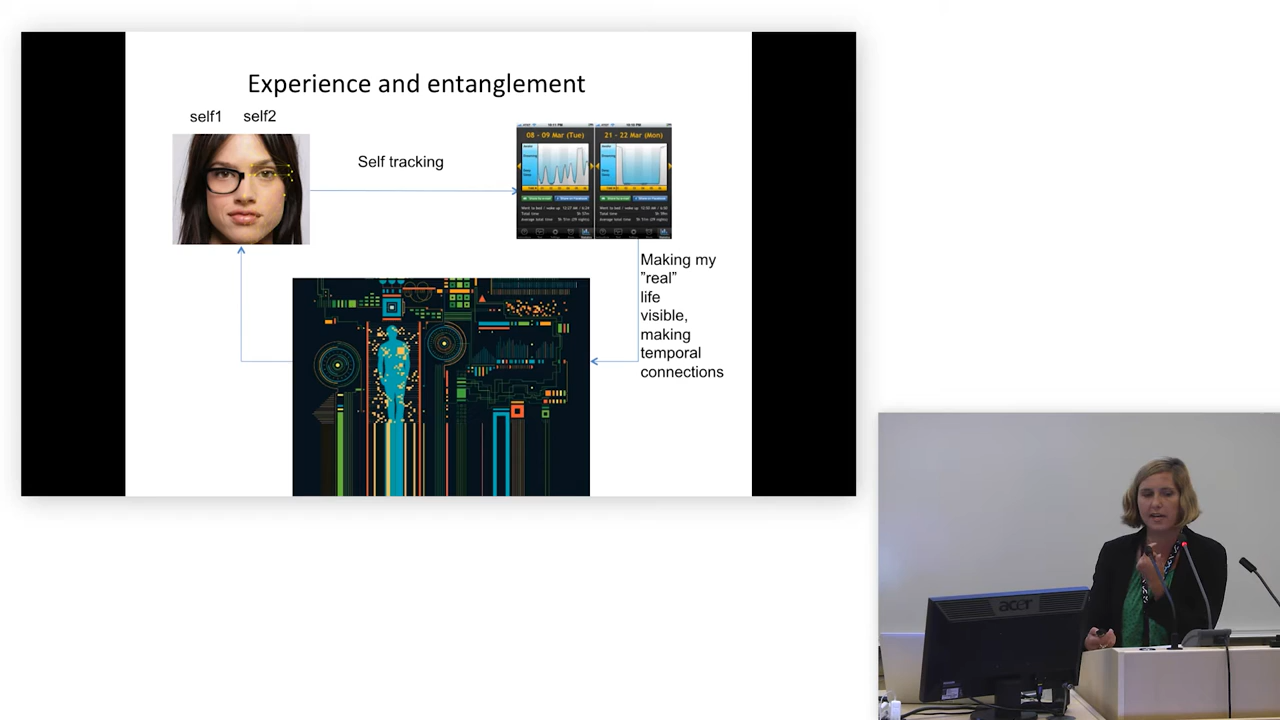 Experience and entanglement
self1 self2
Self tracking
08 - 09 Mar (Tue)
21 - 22 Mar (Mon)
Making my
”real”
life
visible,
making
temporal
connections
acer